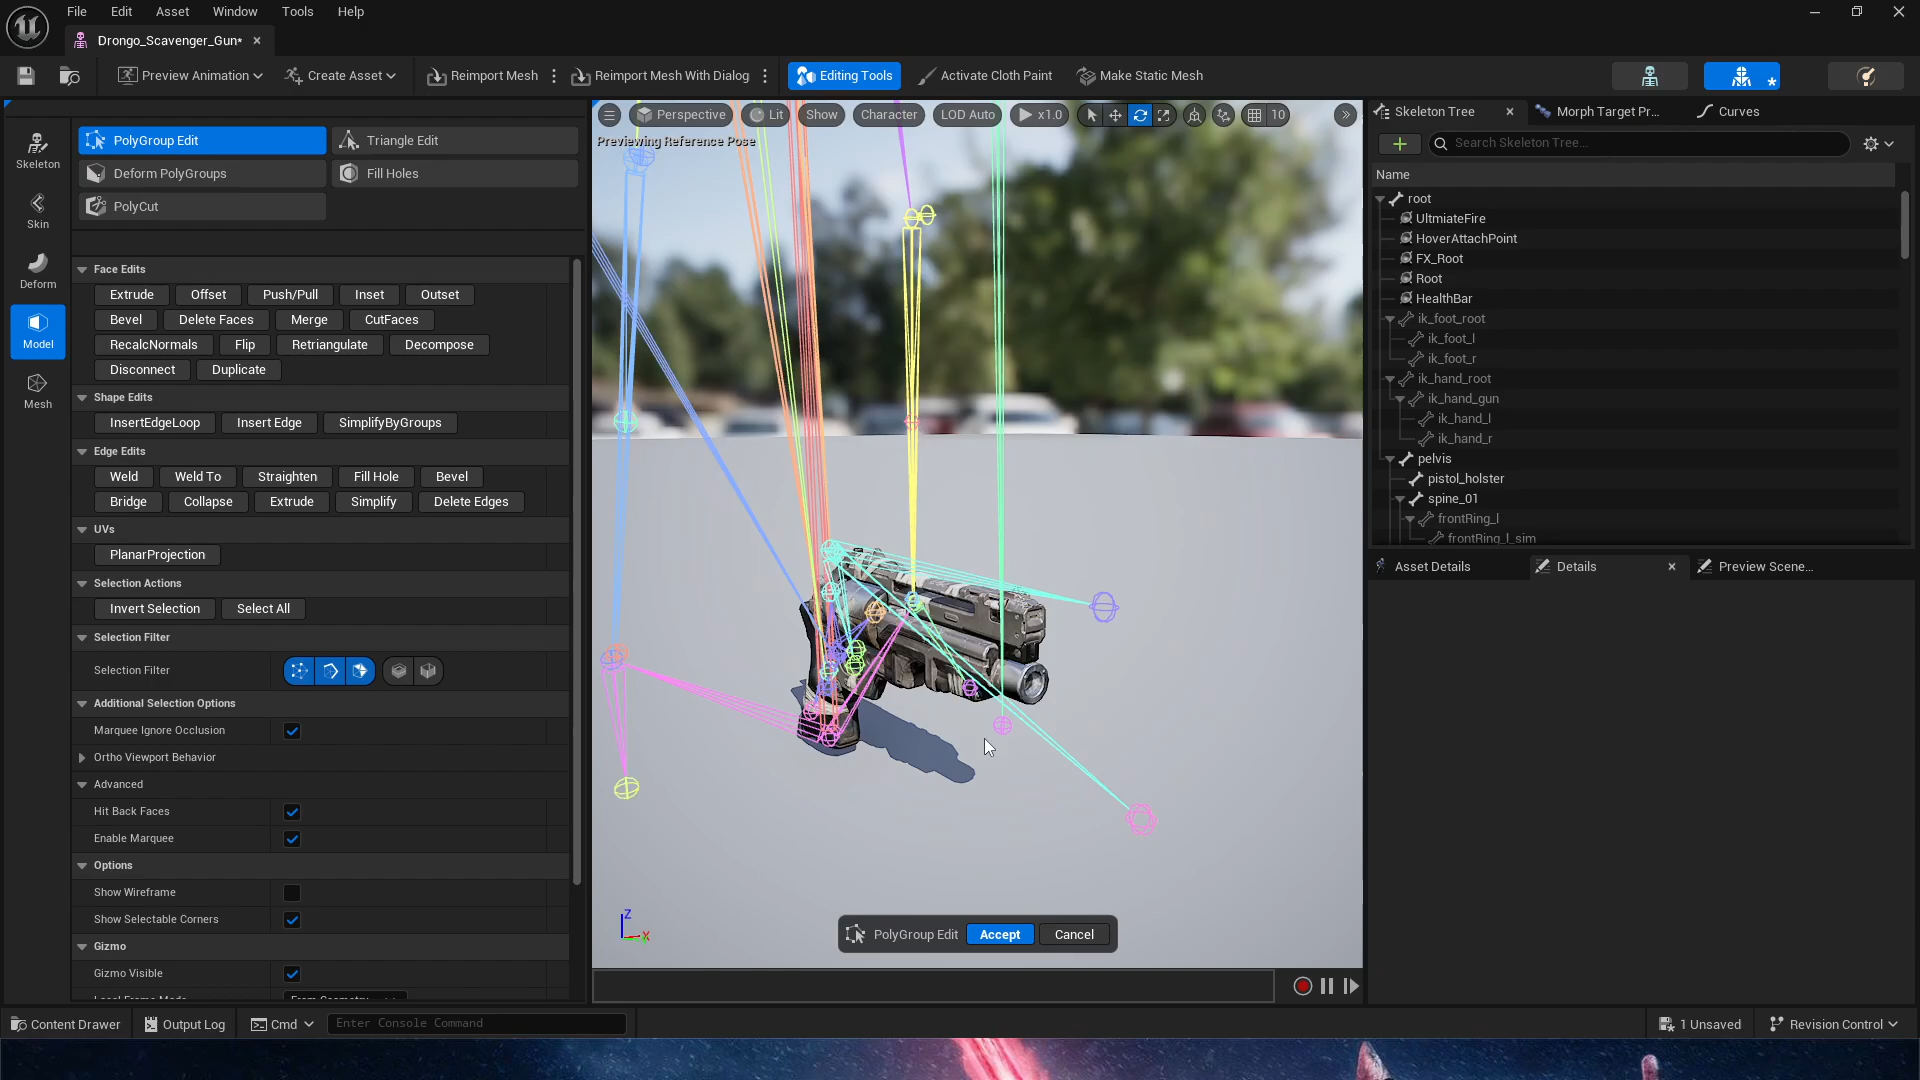 File Edit Asset Window Tools Help
Drongo_Scavenger_Gun*
Preview Animation Create Asset Reimport Mesh Reimport Mesh With Dialog Editing Tools Activate Cloth Paint Make Static Mesh
Skeleton
Skin
Deform
Model
Mesh
PolyGroup Edit Triangle Edit
Deform PolyGroups Fill Holes
PolyCut
Face Edits
Extrude Offset Push/Pull Inset Outset
Bevel Delete Faces Merge CutFaces
RecalcNormals Flip Retriangulate Decompose
Disconnect Duplicate
Shape Edits
InsertEdgeLoop Insert Edge SimplifyByGroups
Edge Edits
Weld Weld To Straighten Fill Hole Bevel
Bridge Collapse Extrude Simplify Delete Edges
UVs
PlanarProjection
Selection Actions
Invert Selection Select All
Selection Filter
Selection Filter
Additional Selection Options
Marquee Ignore Occlusion
Ortho Viewport Behavior
Advanced
Hit Back Faces
Enable Marquee
Options
Show Wireframe
Show Selectable Corners
Gizmo
Gizmo Visible
Local Frame Mode From Geometry
Perspective Lit Show Character LOD Auto x1.0 10
Previewing Reference Pose
Z
X
PolyGroup Edit Accept Cancel
Skeleton Tree Morph Target Pr... Curves
Search Skeleton Tree...
Name
root
UltmiateFire
HoverAttachPoint
FX_Root
Root
HealthBar
ik_foot_root
ik_foot_l
ik_foot_r
ik_hand_root
ik_hand_gun
ik_hand_l
ik_hand_r
pelvis
pistol_holster
spine_01
frontRing_l
frontRing_l_sim
Asset Details Details Preview Scene...
Content Drawer Output Log Cmd Enter Console Command 1 Unsaved Revision Control